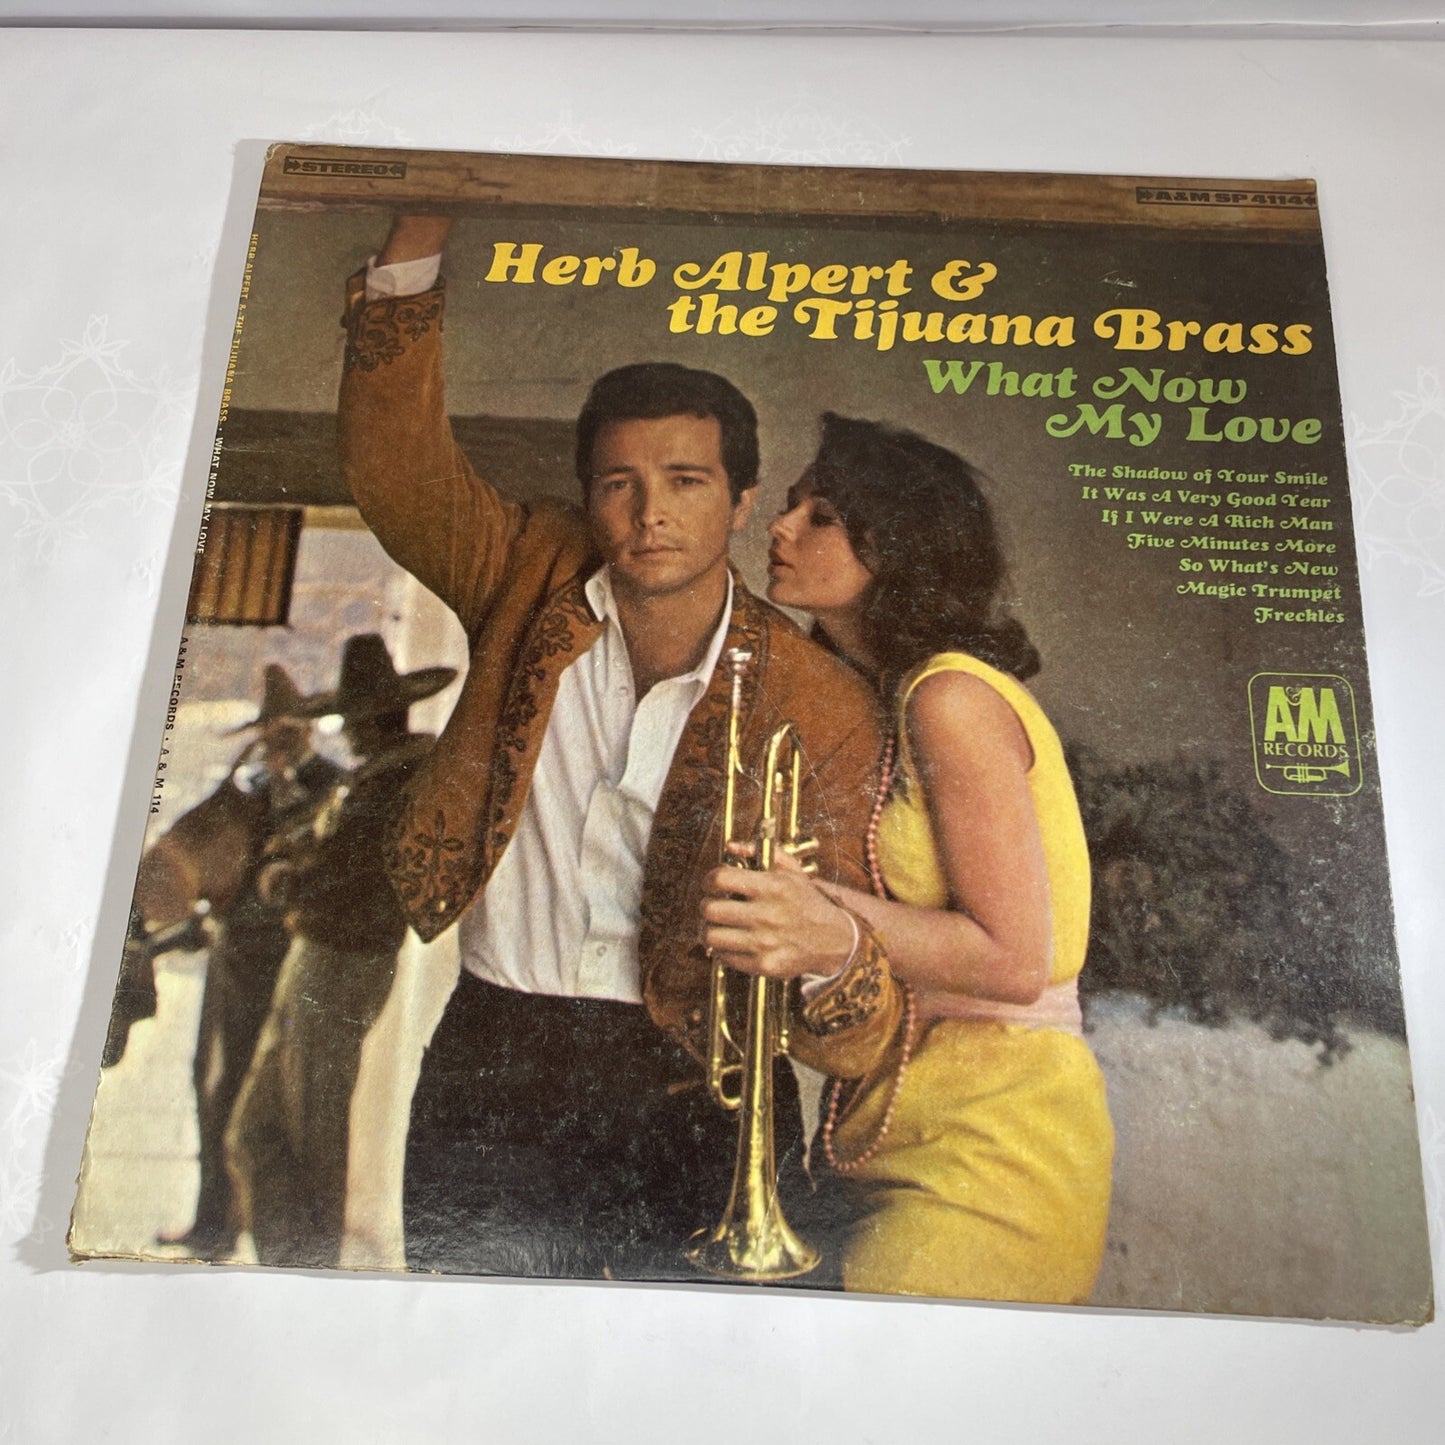 STEREO
A&M SP 4114
Herb Alpert &
the Tijuana Brass
What Now
My Love
The Shadow of Your Smile
It Was A Very Good Year
If I Were A Rich Man
Five Minutes More
So What's New
Magic Trumpet
Freckles
A&M
RECORDS
HERB ALPERT & THE TIJUANA BRASS · WHAT NOW MY LOVE A & M RECORDS · A & M 114